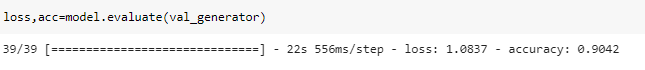 loss,acc=model.evaluate(val_generator)
39/39 [==============================] - 22s 556ms/step - loss: 1.0837 - accuracy: 0.9042